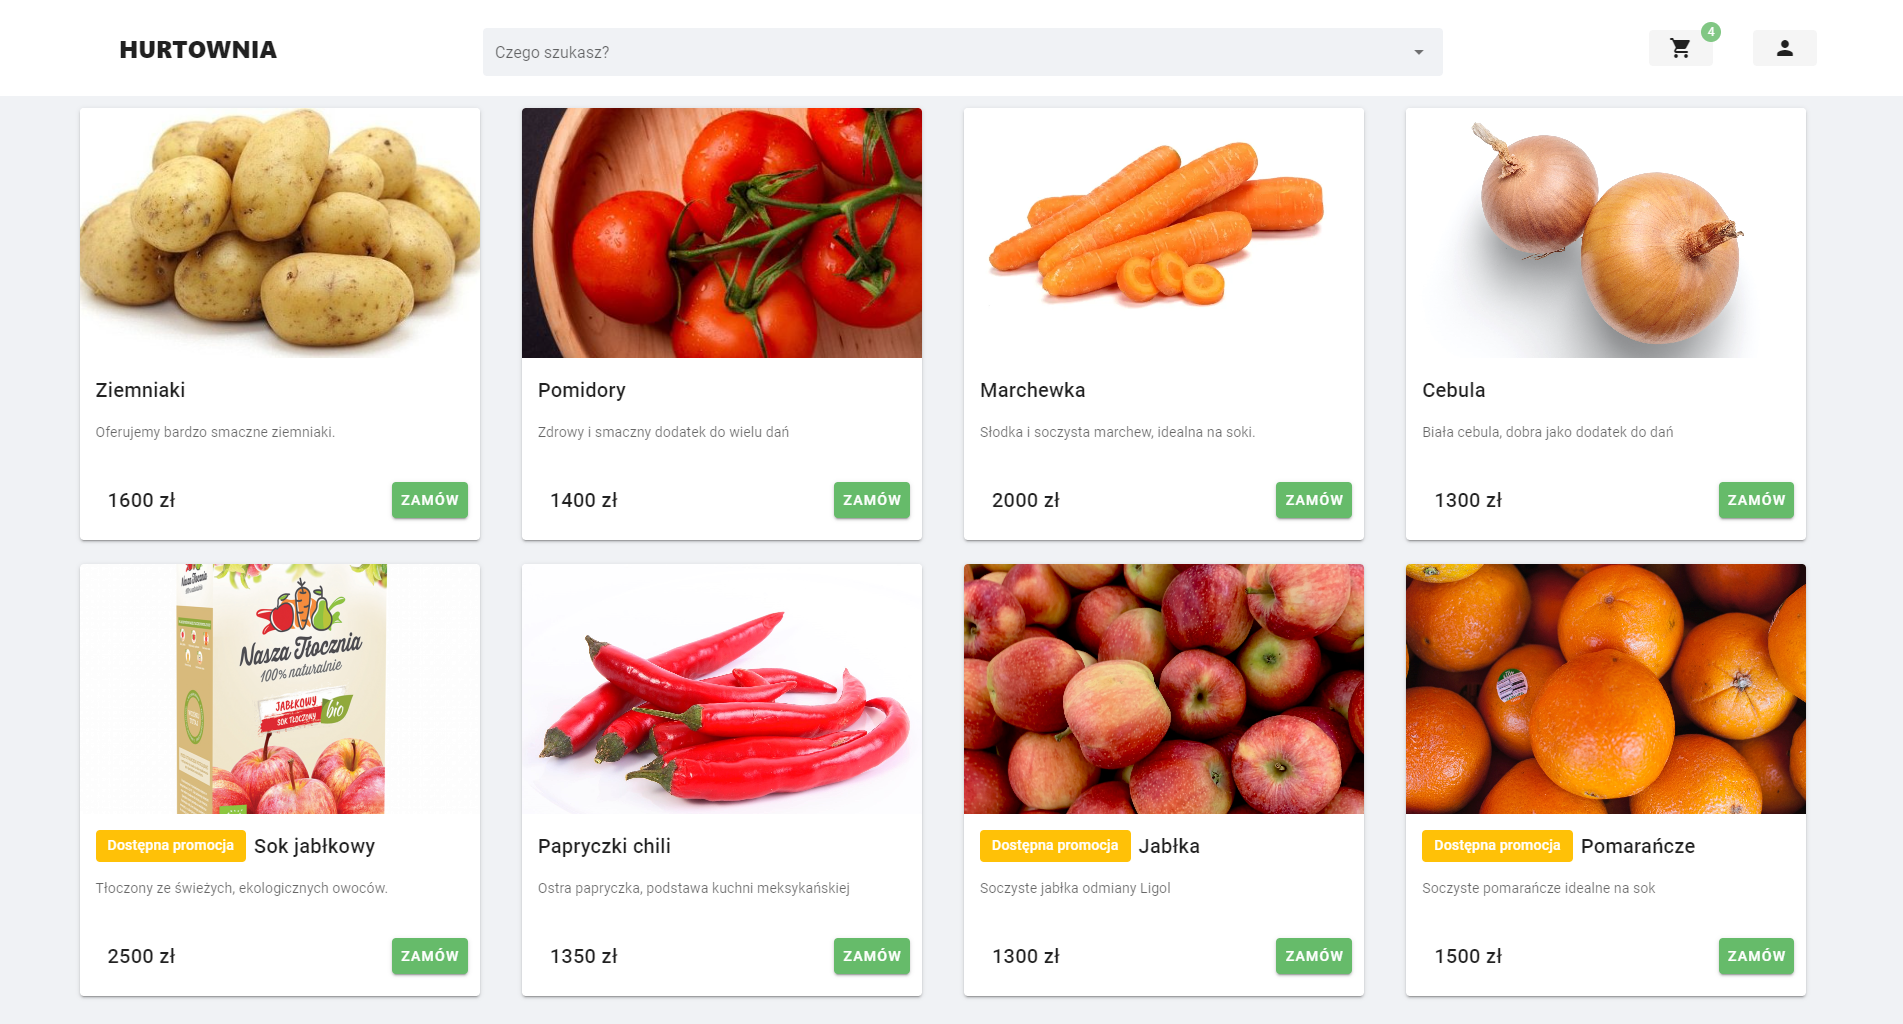 HURTOWNIA
Czego szukasz?
4
Ziemniaki
Oferujemy bardzo smaczne ziemniaki.
1600 zł
ZAMÓW
Pomidory
Zdrowy i smaczny dodatek do wielu dań
1400 zł
ZAMÓW
Marchewka
Słodka i soczysta marchew, idealna na soki.
2000 zł
ZAMÓW
Cebula
Biała cebula, dobra jako dodatek do dań
1300 zł
ZAMÓW
Nasza Tłocznia
100% naturalnie
Nasza Tłocznia
100% naturalnie
JABŁKOWY
SOK TŁOCZONY
bio
Dostępna promocja Sok jabłkowy
Tłoczony ze świeżych, ekologicznych owoców.
2500 zł
ZAMÓW
Papryczki chili
Ostra papryczka, podstawa kuchni meksykańskiej
1350 zł
ZAMÓW
Dostępna promocja Jabłka
Soczyste jabłka odmiany Ligol
1300 zł
ZAMÓW
Dostępna promocja Pomarańcze
Soczyste pomarańcze idealne na sok
1500 zł
ZAMÓW